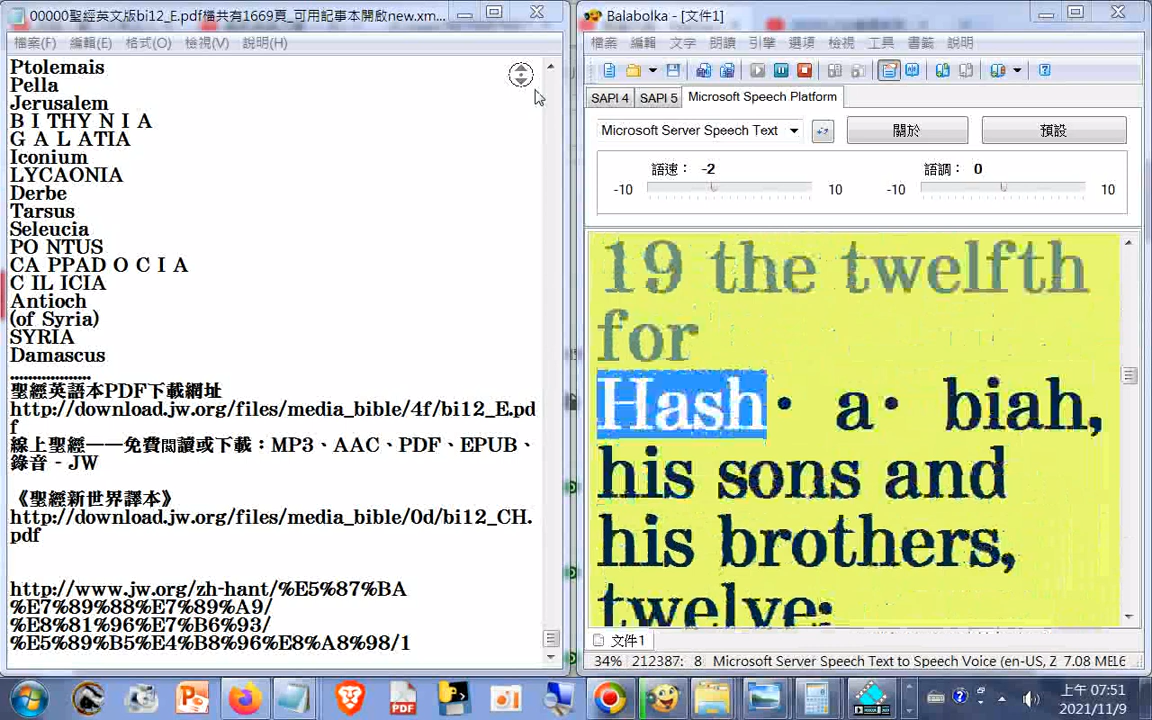 00000聖經英文版bi12_E.pdf檔共有1669頁_可用記事本開啟new.xm...
檔案(F) 編輯(E) 格式(O) 檢視(V) 說明(H)
Ptolemais
Pella
Jerusalem
B I THY N I A
G A L ATIA
Iconium
LYCAONIA
Derbe
Tarsus
Seleucia
PO NTUS
CA PPAD O C I A
C IL ICIA
Antioch
(of Syria)
SYRIA
Damascus
..................
聖經英語本PDF下載網址
http://download.jw.org/files/media_bible/4f/bi12_E.pd
f
線上聖經——免費閱讀或下載：MP3、AAC、PDF、EPUB、
錄音 - JW
《聖經新世界譯本》
http://download.jw.org/files/media_bible/0d/bi12_CH.
pdf
http://www.jw.org/zh-hant/%E5%87%BA
%E7%89%88%E7%89%A9/
%E8%81%96%E7%B6%93/
%E5%89%B5%E4%B8%96%E8%A8%98/1
Balabolka - [文件1]
檔案 編輯 文字 朗讀 引擎 選項 檢視 工具 書籤 說明
SAPI 4 SAPI 5 Microsoft Speech Platform
Microsoft Server Speech Text 關於 預設
語速： -2 語調： 0
-10 10 -10 10
19 the twelfth
for
Hash· a· biah,
his sons and
his brothers,
twelve;
文件1
34% 212387: 8 Microsoft Server Speech Text to Speech Voice (en-US, Z 7.08 МЕ16
PDF
上午 07:51
2021/11/9